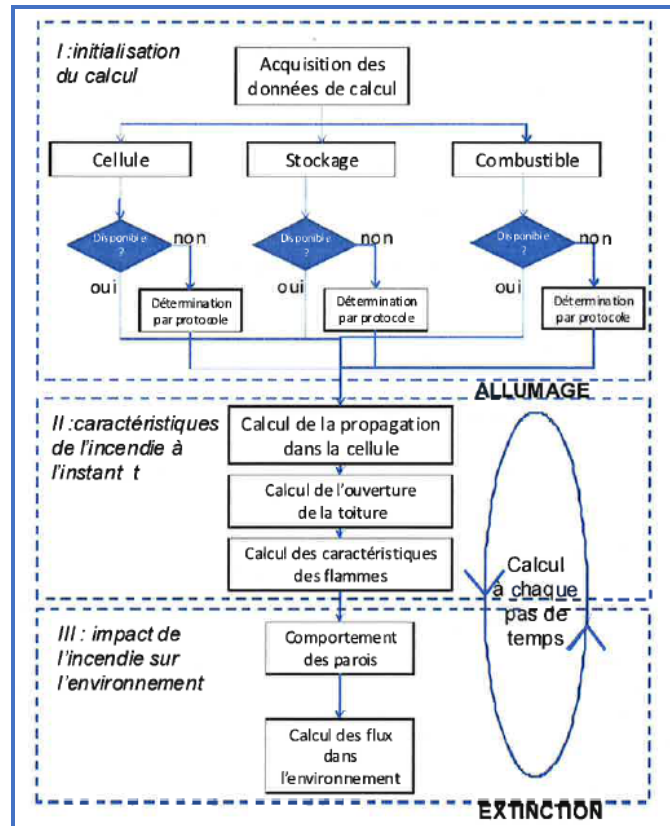 I :initialisation
du calcul
Acquisition des
données de calcul
Cellule
Stockage
Combustible
Disponible
?
non
oui
Disponible
?
non
oui
Disponible
?
non
oui
Détermination
par protocole
Détermination
par protocole
Détermination
par protocole
ALLUMAGE
II :caractéristiques
de l'incendie à
l'instant t
Calcul de la propagation
dans la cellule
Calcul de l'ouverture
de la toiture
Calcul des caractéristiques
des flammes
Calcul
à chaque
pas de
temps
III : impact de
l'incendie sur
l'environnement
Comportement
des parois
Calcul des flux
dans
l'environnement
EXTINCTION